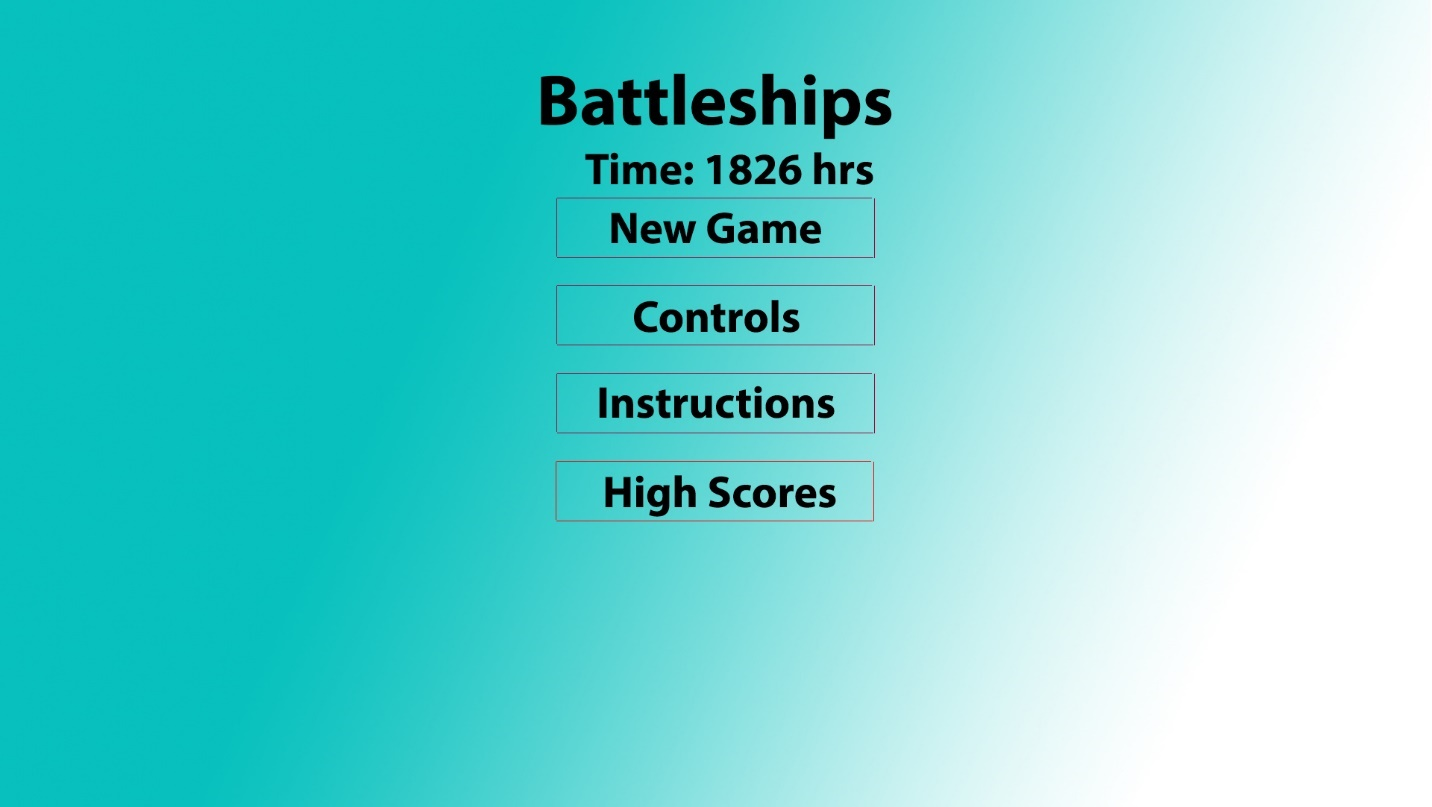 Battleships
Time: 1826 hrs
New Game
Controls
Instructions
High Scores